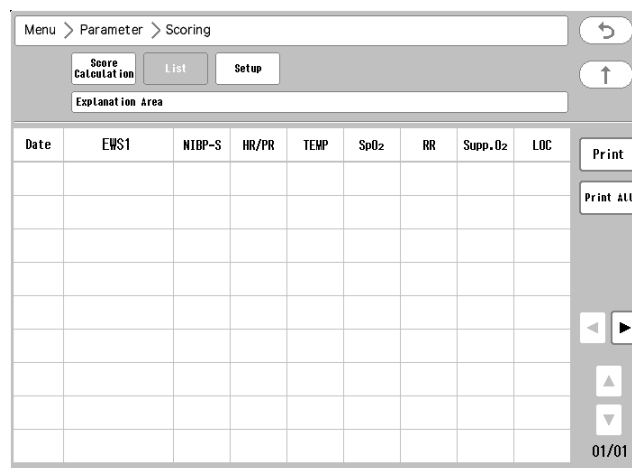 Menu > Parameter > Scoring
Score
Calculation
List
Setup
Explanation Area
Date EWS1 NIBP-S HR/PR TEMP SpO₂ RR Supp.O₂ LOC
Print
Print All
01/01